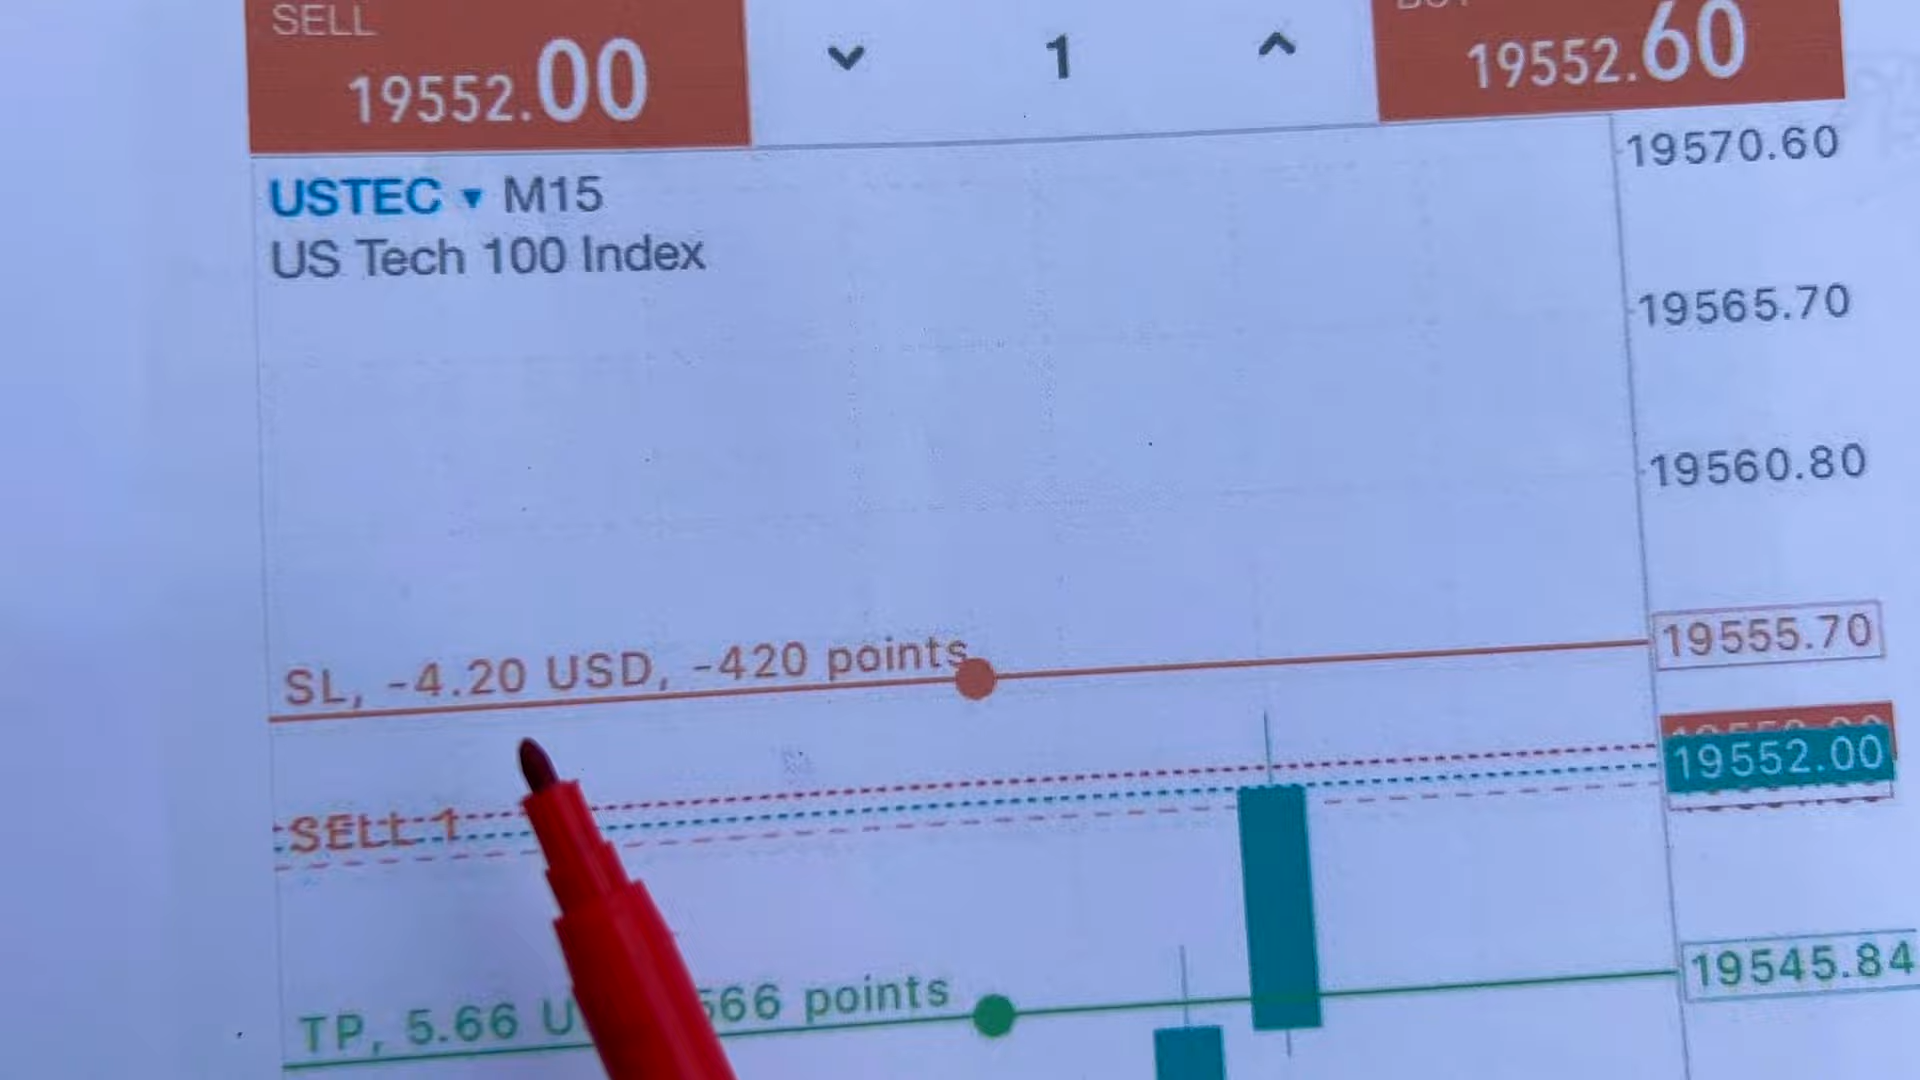 SELL
19552.00
1
19552.60
USTEC ▾ M15
US Tech 100 Index
19570.60
19565.70
19560.80
SL, -4.20 USD, -420 points
19555.70
19552.00
SELL 1
TP, 5.66 566 points
19545.84